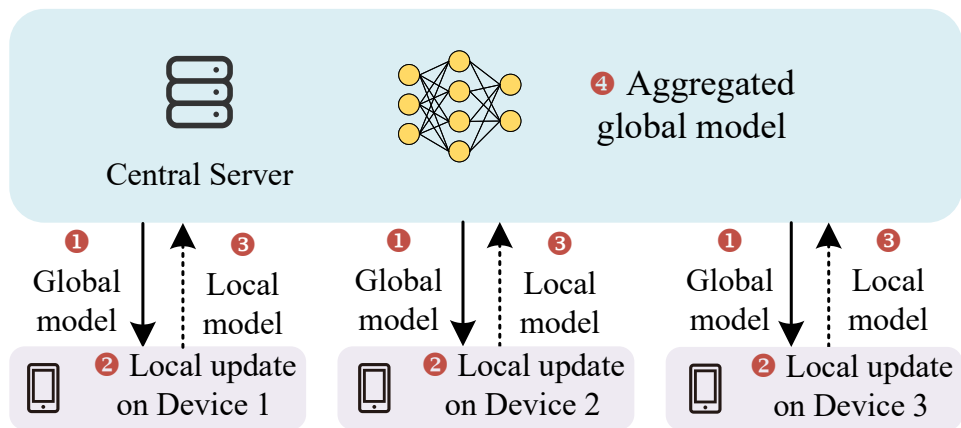 ❹ Aggregated
global model
Central Server
❶
Global
model
❸
Local
model
❶
Global
model
❸
Local
model
❶
Global
model
❸
Local
model
❷ Local update
on Device 1
❷ Local update
on Device 2
❷ Local update
on Device 3